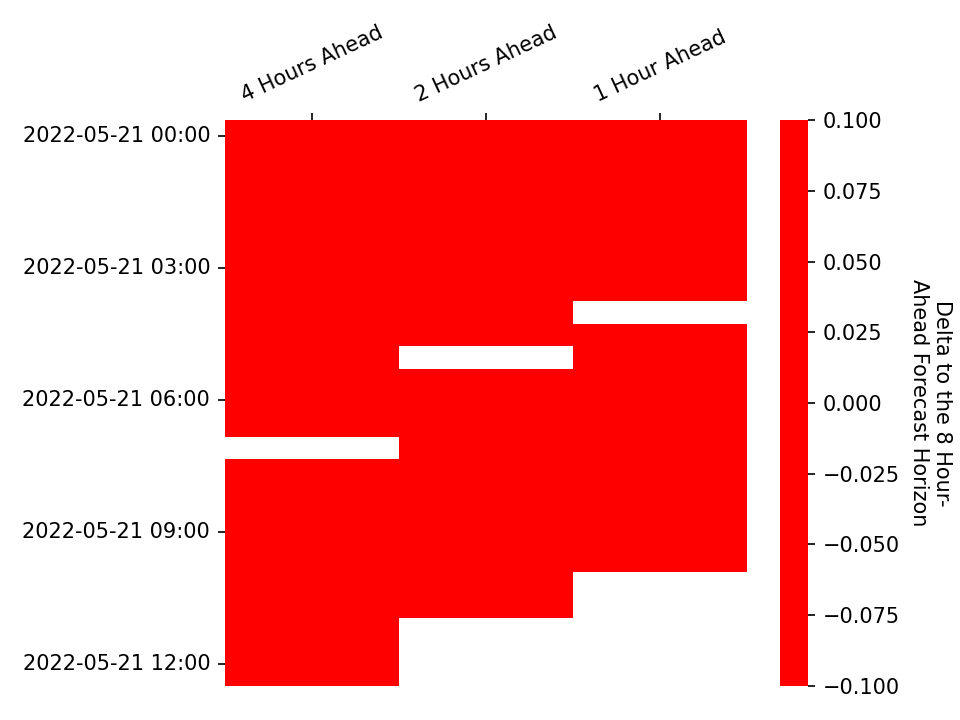 4 Hours Ahead
2 Hours Ahead
1 Hour Ahead
2022-05-21 00:00
2022-05-21 03:00
2022-05-21 06:00
2022-05-21 09:00
2022-05-21 12:00
0.100
0.075
0.050
0.025
0.000
−0.025
−0.050
−0.075
−0.100
Delta to the 8 Hour-
Ahead Forecast Horizon